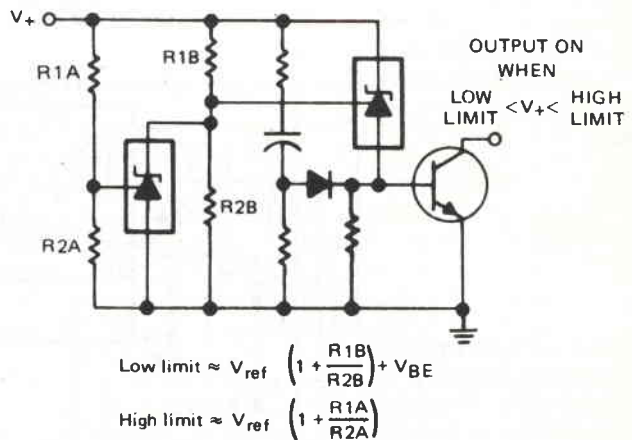 V+
R1A
R1B
R2A
R2B
OUTPUT ON
WHEN
LOW LIMIT < V+ < HIGH LIMIT
Low limit ≈ Vref (1 + R1B/R2B) + VBE
High limit ≈ Vref (1 + R1A/R2A)